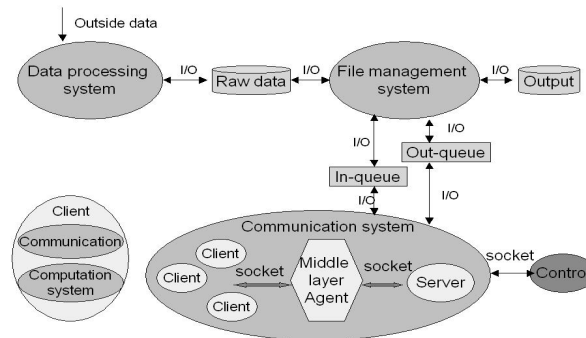 Outside data
Data processing
system
I/O
Raw data
I/O
File management
system
I/O
Output
I/O
I/O
Out-queue
In-queue
I/O
I/O
Client
Communication
Computation
system
Communication system
Client
Client
Client
socket
Middle
layer
Agent
socket
Server
socket
Control